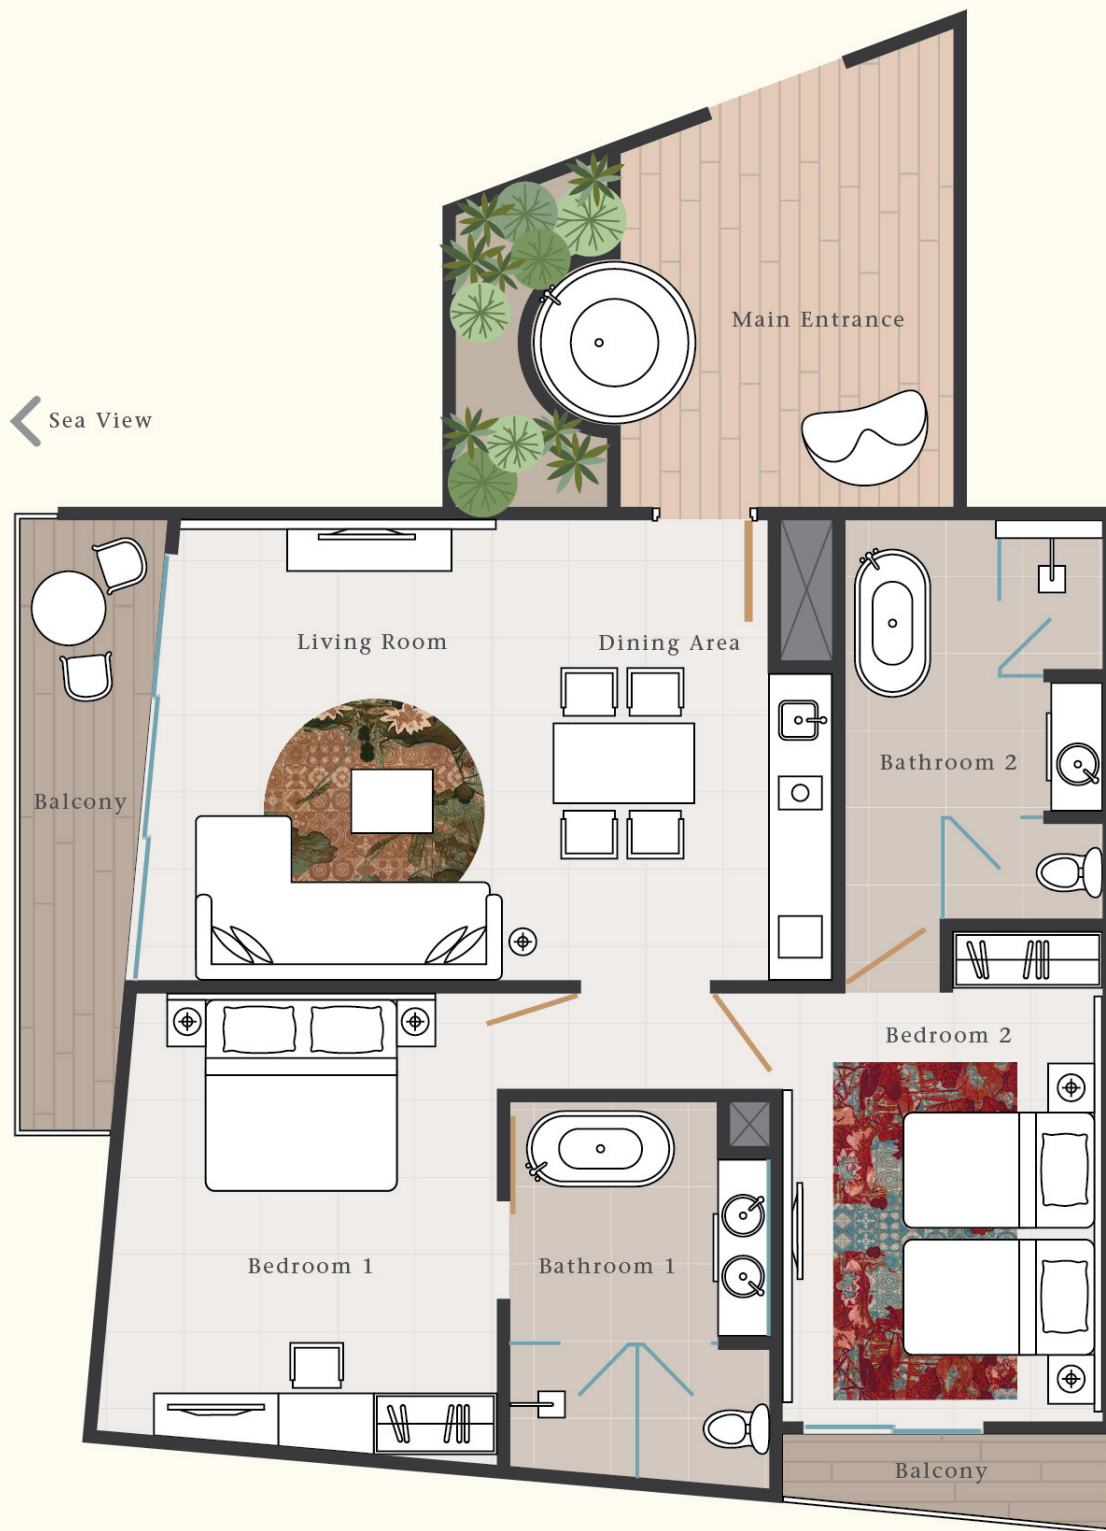 Main Entrance
Sea View
Living Room
Dining Area
Bathroom 2
Balcony
Bedroom 2
Bedroom 1
Bathroom 1
Balcony